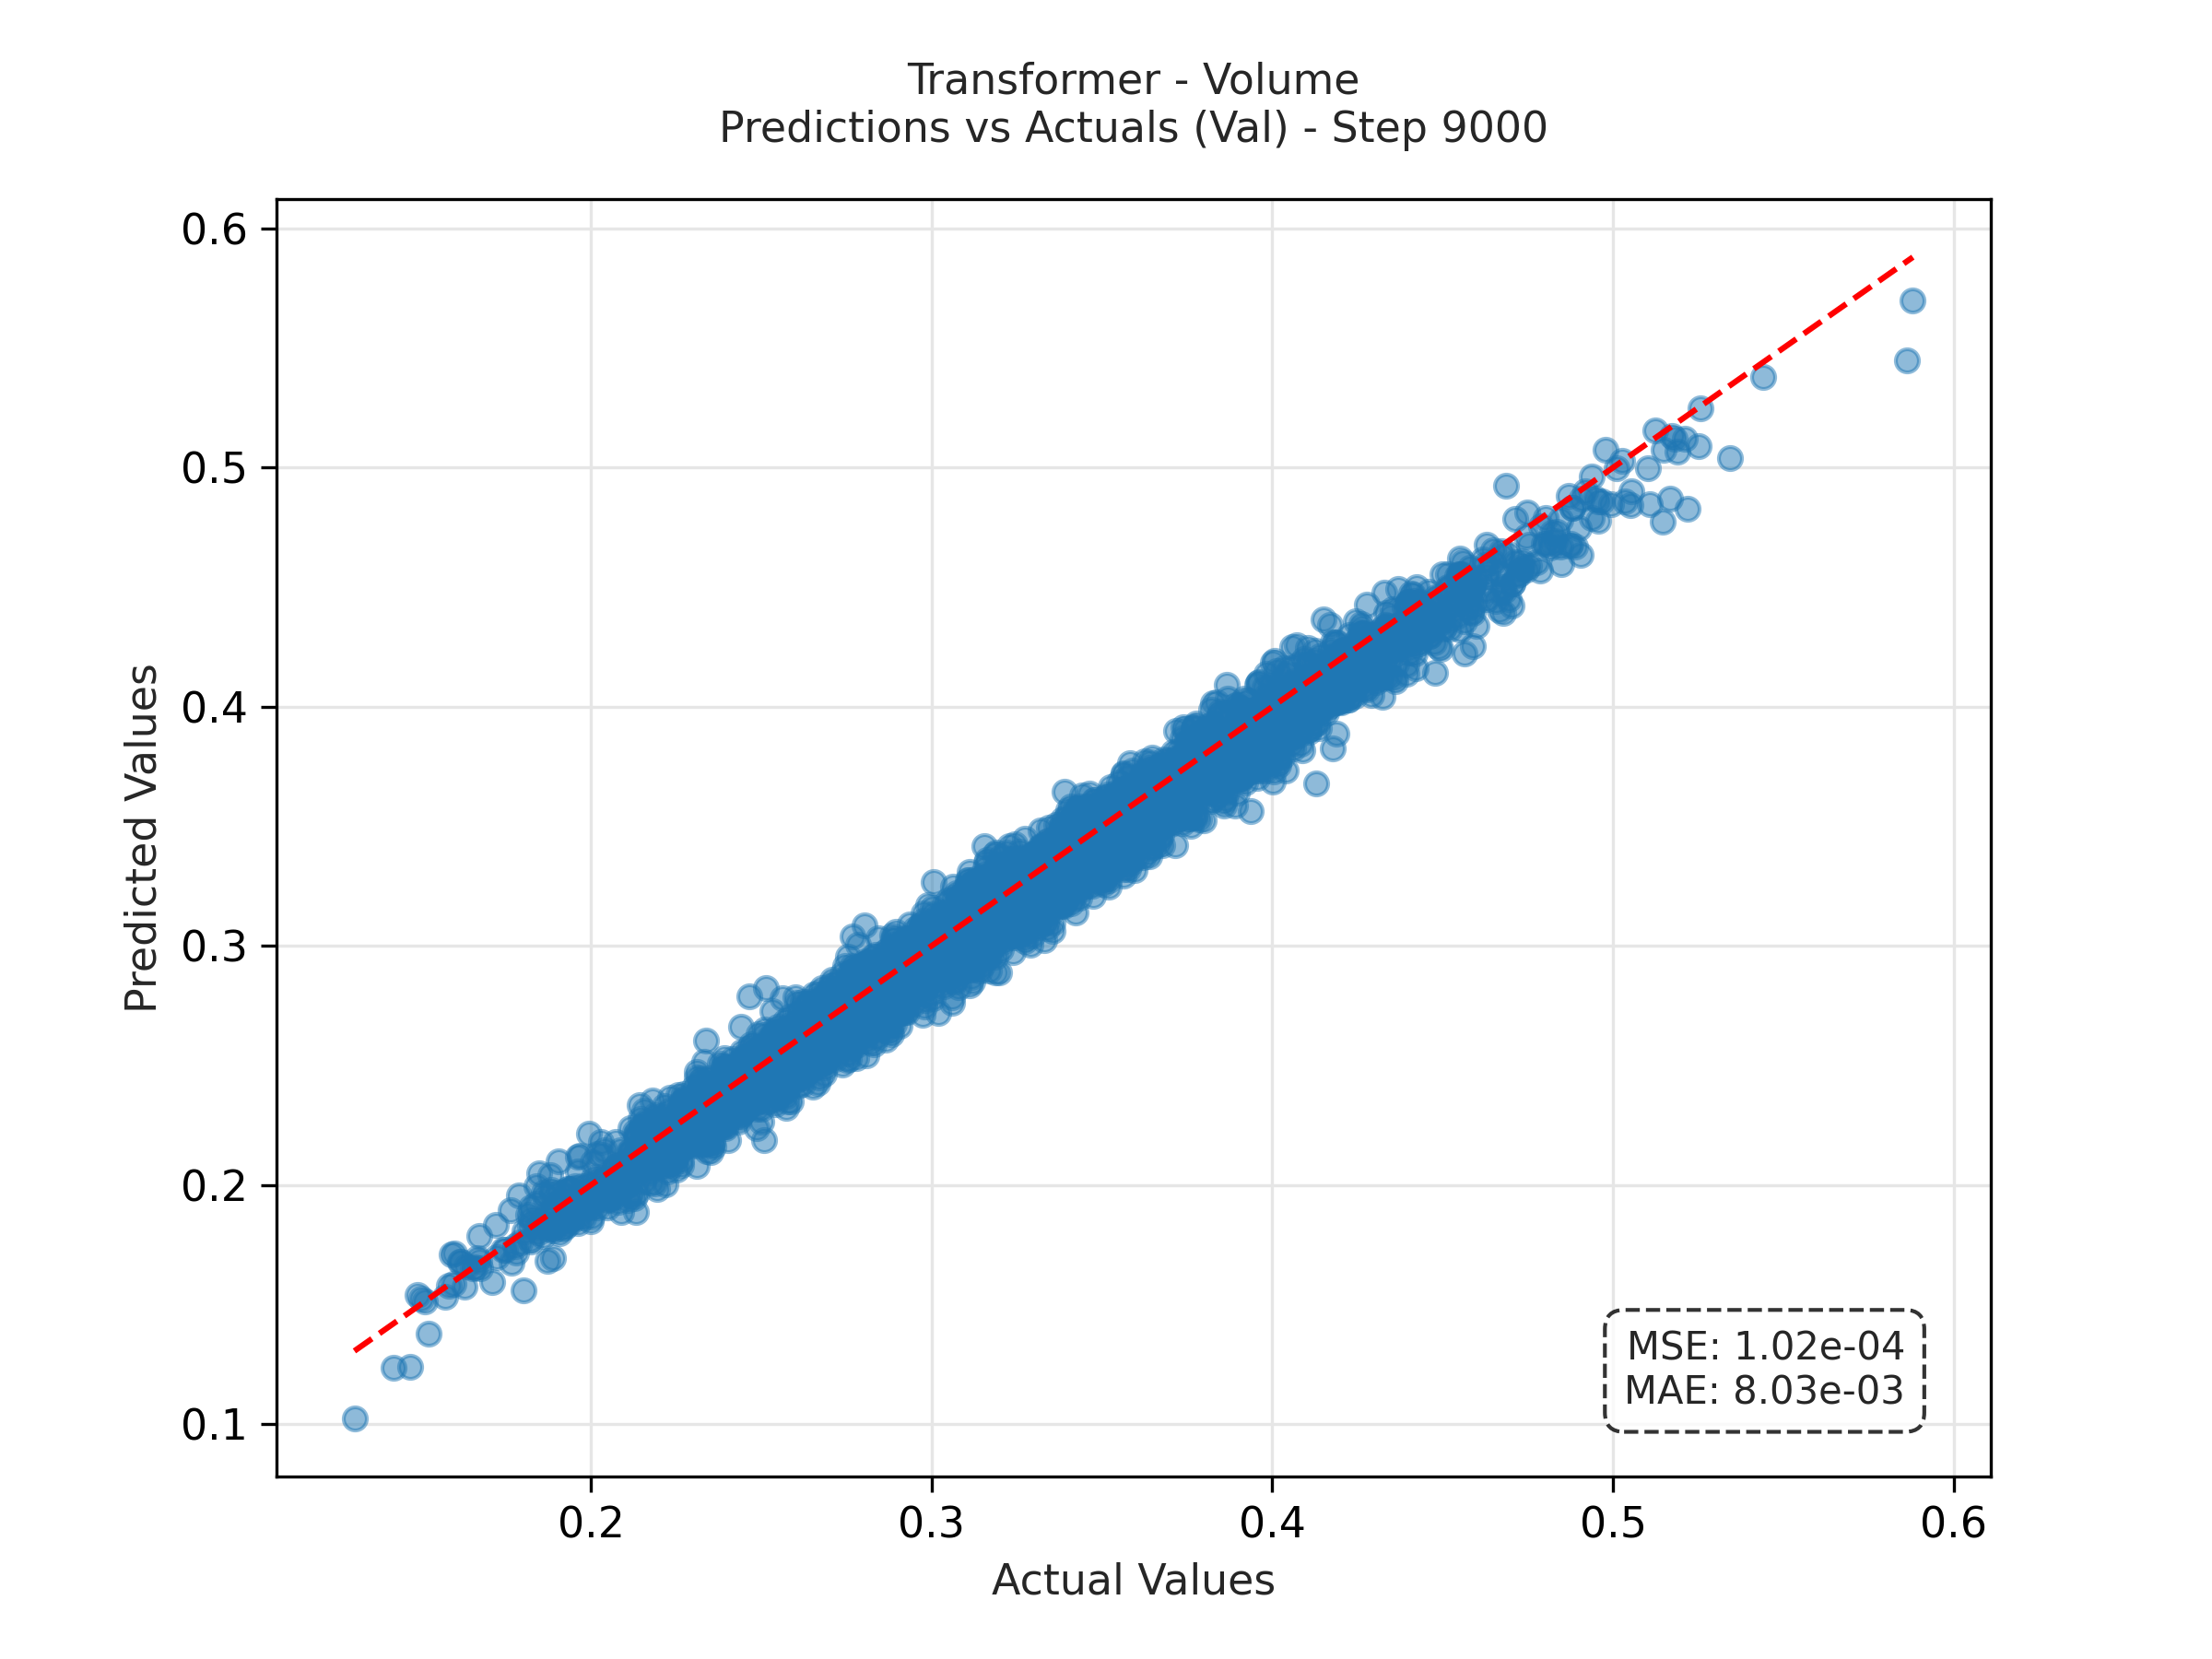 Transformer - Volume
Predictions vs Actuals (Val) - Step 9000
0.6
0.5
0.4
0.3
0.2
0.1
Predicted Values
MSE: 1.02e-04
MAE: 8.03e-03
0.2 0.3 0.4 0.5 0.6
Actual Values